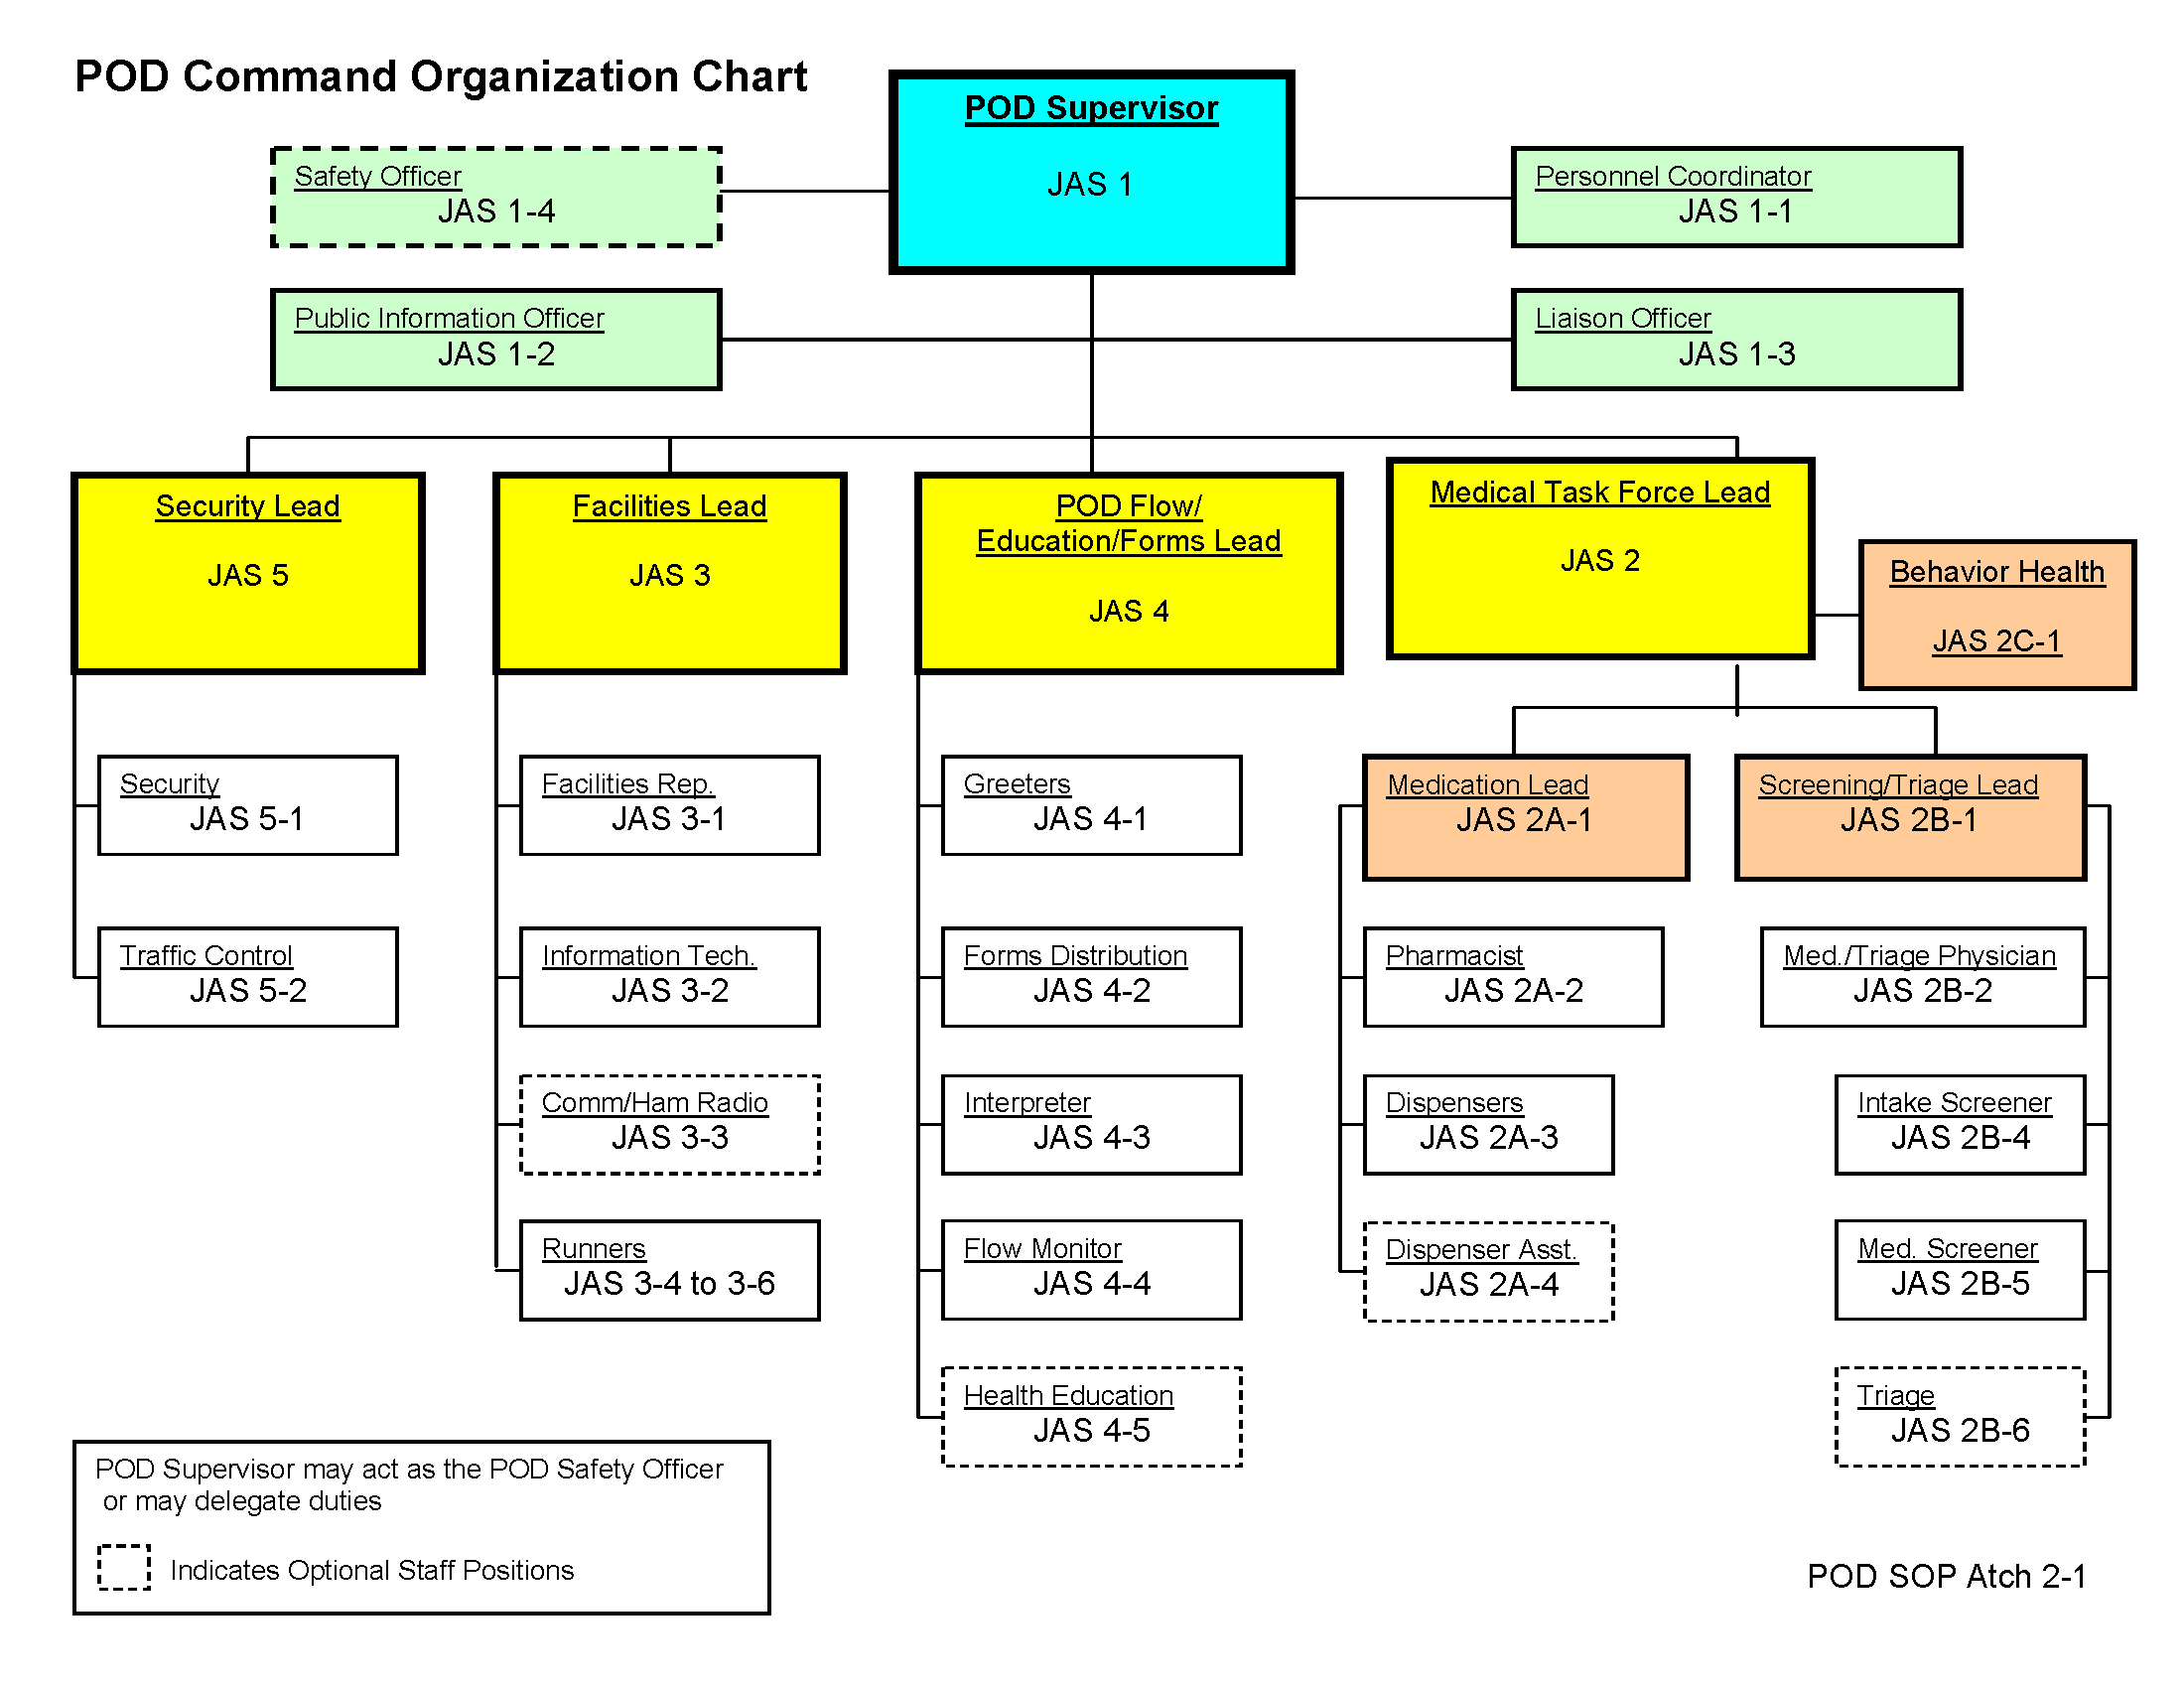 POD Command Organization Chart
POD Supervisor
JAS 1
Safety Officer
JAS 1-4
Personnel Coordinator
JAS 1-1
Public Information Officer
JAS 1-2
Liaison Officer
JAS 1-3
Security Lead
JAS 5
Facilities Lead
JAS 3
POD Flow/
Education/Forms Lead
JAS 4
Medical Task Force Lead
JAS 2
Behavior Health
JAS 2C-1
Security
JAS 5-1
Traffic Control
JAS 5-2
Facilities Rep.
JAS 3-1
Information Tech.
JAS 3-2
Comm/Ham Radio
JAS 3-3
Runners
JAS 3-4 to 3-6
Greeters
JAS 4-1
Forms Distribution
JAS 4-2
Interpreter
JAS 4-3
Flow Monitor
JAS 4-4
Health Education
JAS 4-5
Medication Lead
JAS 2A-1
Pharmacist
JAS 2A-2
Dispensers
JAS 2A-3
Dispenser Asst.
JAS 2A-4
Screening/Triage Lead
JAS 2B-1
Med./Triage Physician
JAS 2B-2
Intake Screener
JAS 2B-4
Med. Screener
JAS 2B-5
Triage
JAS 2B-6
POD Supervisor may act as the POD Safety Officer
or may delegate duties
Indicates Optional Staff Positions
POD SOP Atch 2-1